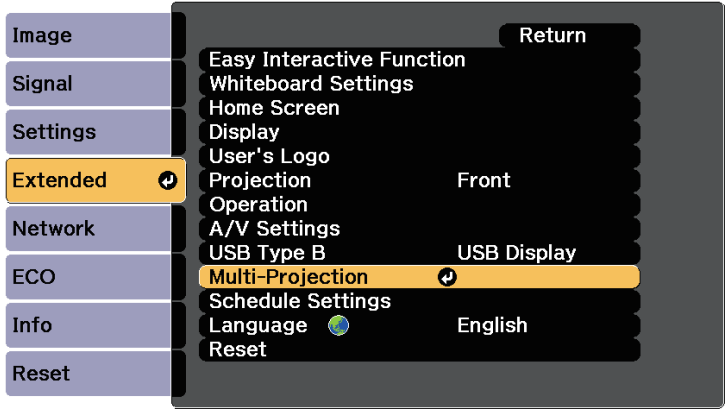 Image
Signal
Settings
Extended
Network
ECO
Info
Reset
Return
Easy Interactive Function
Whiteboard Settings
Home Screen
Display
User's Logo
Projection Front
Operation
A/V Settings
USB Type B USB Display
Multi-Projection
Schedule Settings
Language English
Reset